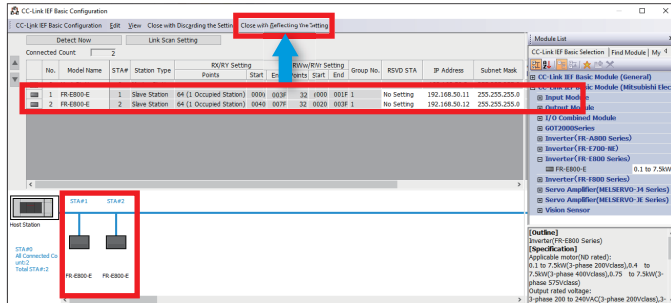 CC-Link IEF Basic Configuration
CC-Link IEF Basic Configuration Edit View Close with Discarding the Setting Close with Reflecting the Setting
Detect Now Link Scan Setting
Connected Count 2
RX/RY Setting RWw/RWr Setting
No. Model Name STA# Station Type Points Start End Points Start End Group No. RSVD STA IP Address Subnet Mask
1 FR-E800-E 1 Slave Station 64 (1 Occupied Station) 0000 003F 32 0000 001F 1 No Setting 192.168.50.11 255.255.255.0
2 FR-E800-E 2 Slave Station 64 (1 Occupied Station) 0040 007F 32 0020 003F 1 No Setting 192.168.50.12 255.255.255.0
STA#1 STA#2
Host Station
STA#0
All Connected Co
unt:2
Total STA#:2
FR-E800-E FR-E800-E
Module List
CC-Link IEF Basic Selection Find Module My
CC-Link IEF Basic Module (General)
CC-Link IEF Basic Module (Mitsubishi Elec
Input Module
Output Module
I/O Combined Module
GOT2000Series
Inverter(FR-A800 Series)
Inverter(FR-E700-NE)
Inverter(FR-E800 Series)
FR-E800-E 0.1 to 7.5kW
Inverter(FR-F800 Series)
Servo Amplifier(MELSERVO-J4 Series)
Servo Amplifier(MELSERVO-JE Series)
Vision Sensor
[Outline]
Inverter(FR-E800 Series)
[Specification]
Applicable motor(ND rated):
0.1 to 7.5kW(3-phase 200Vclass),0.4 to
7.5kW(3-phase 400Vclass),0.75 to 7.5kW(3-
phase 575Vclass)
Output rated voltage:
3-phase 200 to 240VAC(3-phase 200Vclass),3-